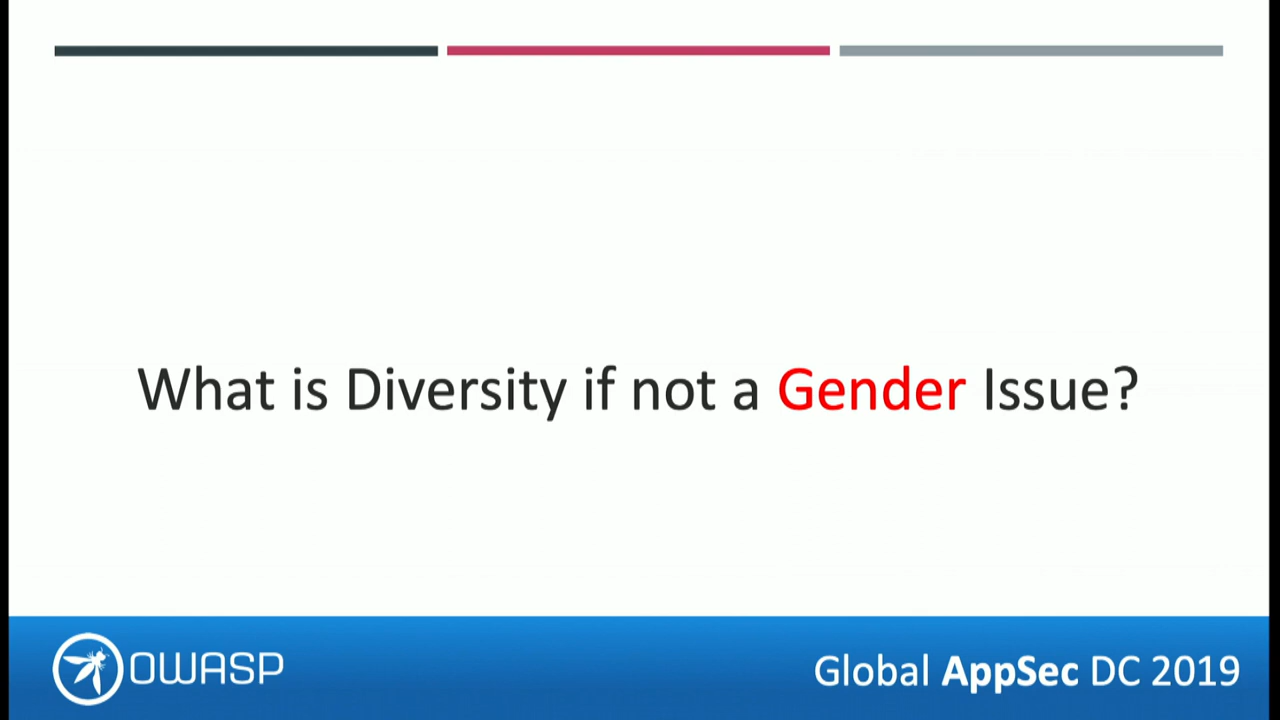 What is Diversity if not a Gender Issue?
OWASP
Global AppSec DC 2019